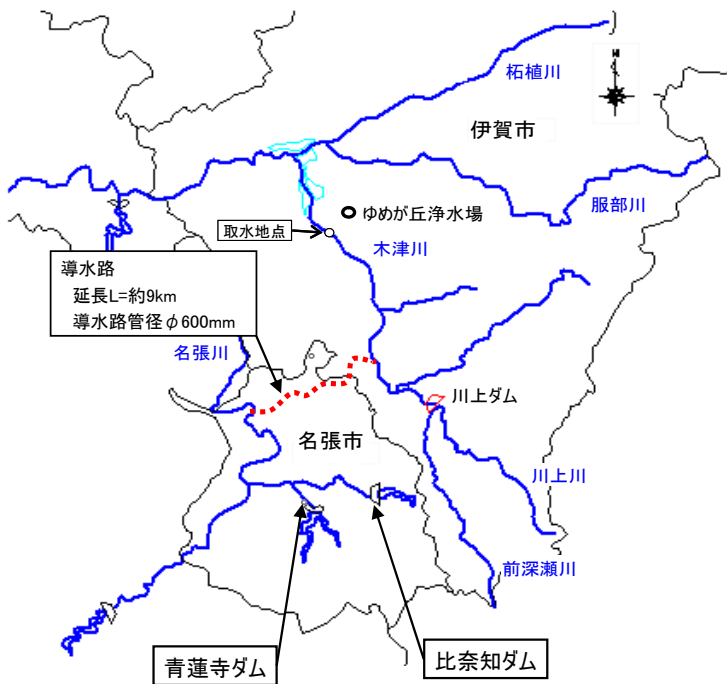 柘植川
N
伊賀市
服部川
ゆめが丘浄水場
取水地点
木津川
導水路
延長L=約9km
導水路管径φ600mm
名張川
川上ダム
名張市
川上川
前深瀬川
青蓮寺ダム
比奈知ダム